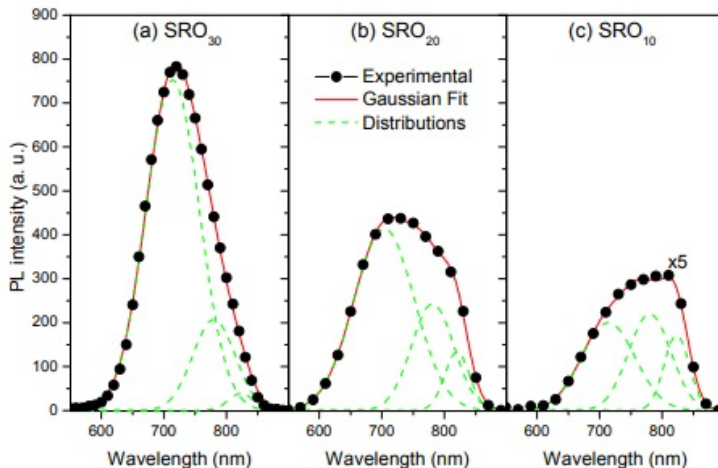 PL intensity (a. u.)
900
800
700
600
500
400
300
200
100
0
(a) SRO₃₀
(b) SRO₂₀
(c) SRO₁₀
Experimental
Gaussian Fit
Distributions
x5
600 700 800
600 700 800
600 700 800
Wavelength (nm)
Wavelength (nm)
Wavelength (nm)